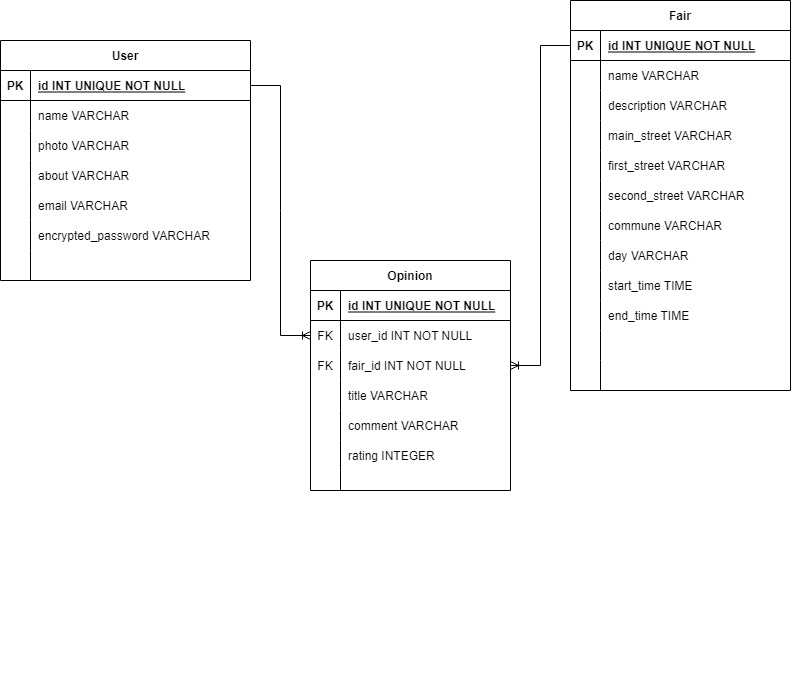 User
PK id INT UNIQUE NOT NULL
name VARCHAR
photo VARCHAR
about VARCHAR
email VARCHAR
encrypted_password VARCHAR
Opinion
PK id INT UNIQUE NOT NULL
FK user_id INT NOT NULL
FK fair_id INT NOT NULL
title VARCHAR
comment VARCHAR
rating INTEGER
Fair
PK id INT UNIQUE NOT NULL
name VARCHAR
description VARCHAR
main_street VARCHAR
first_street VARCHAR
second_street VARCHAR
commune VARCHAR
day VARCHAR
start_time TIME
end_time TIME